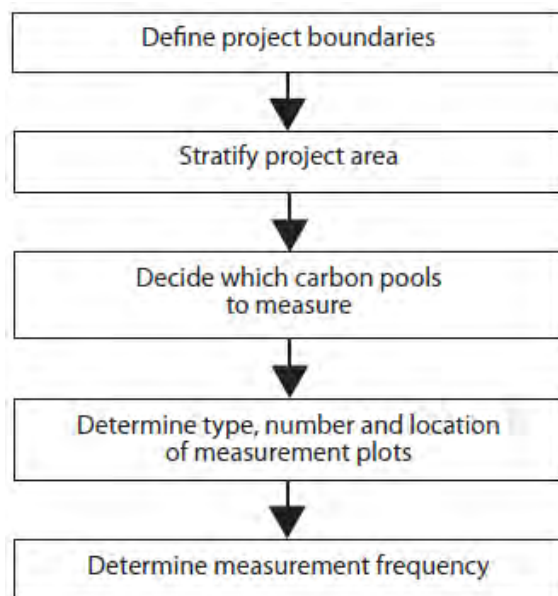 Define project boundaries
Stratify project area
Decide which carbon pools
to measure
Determine type, number and location
of measurement plots
Determine measurement frequency